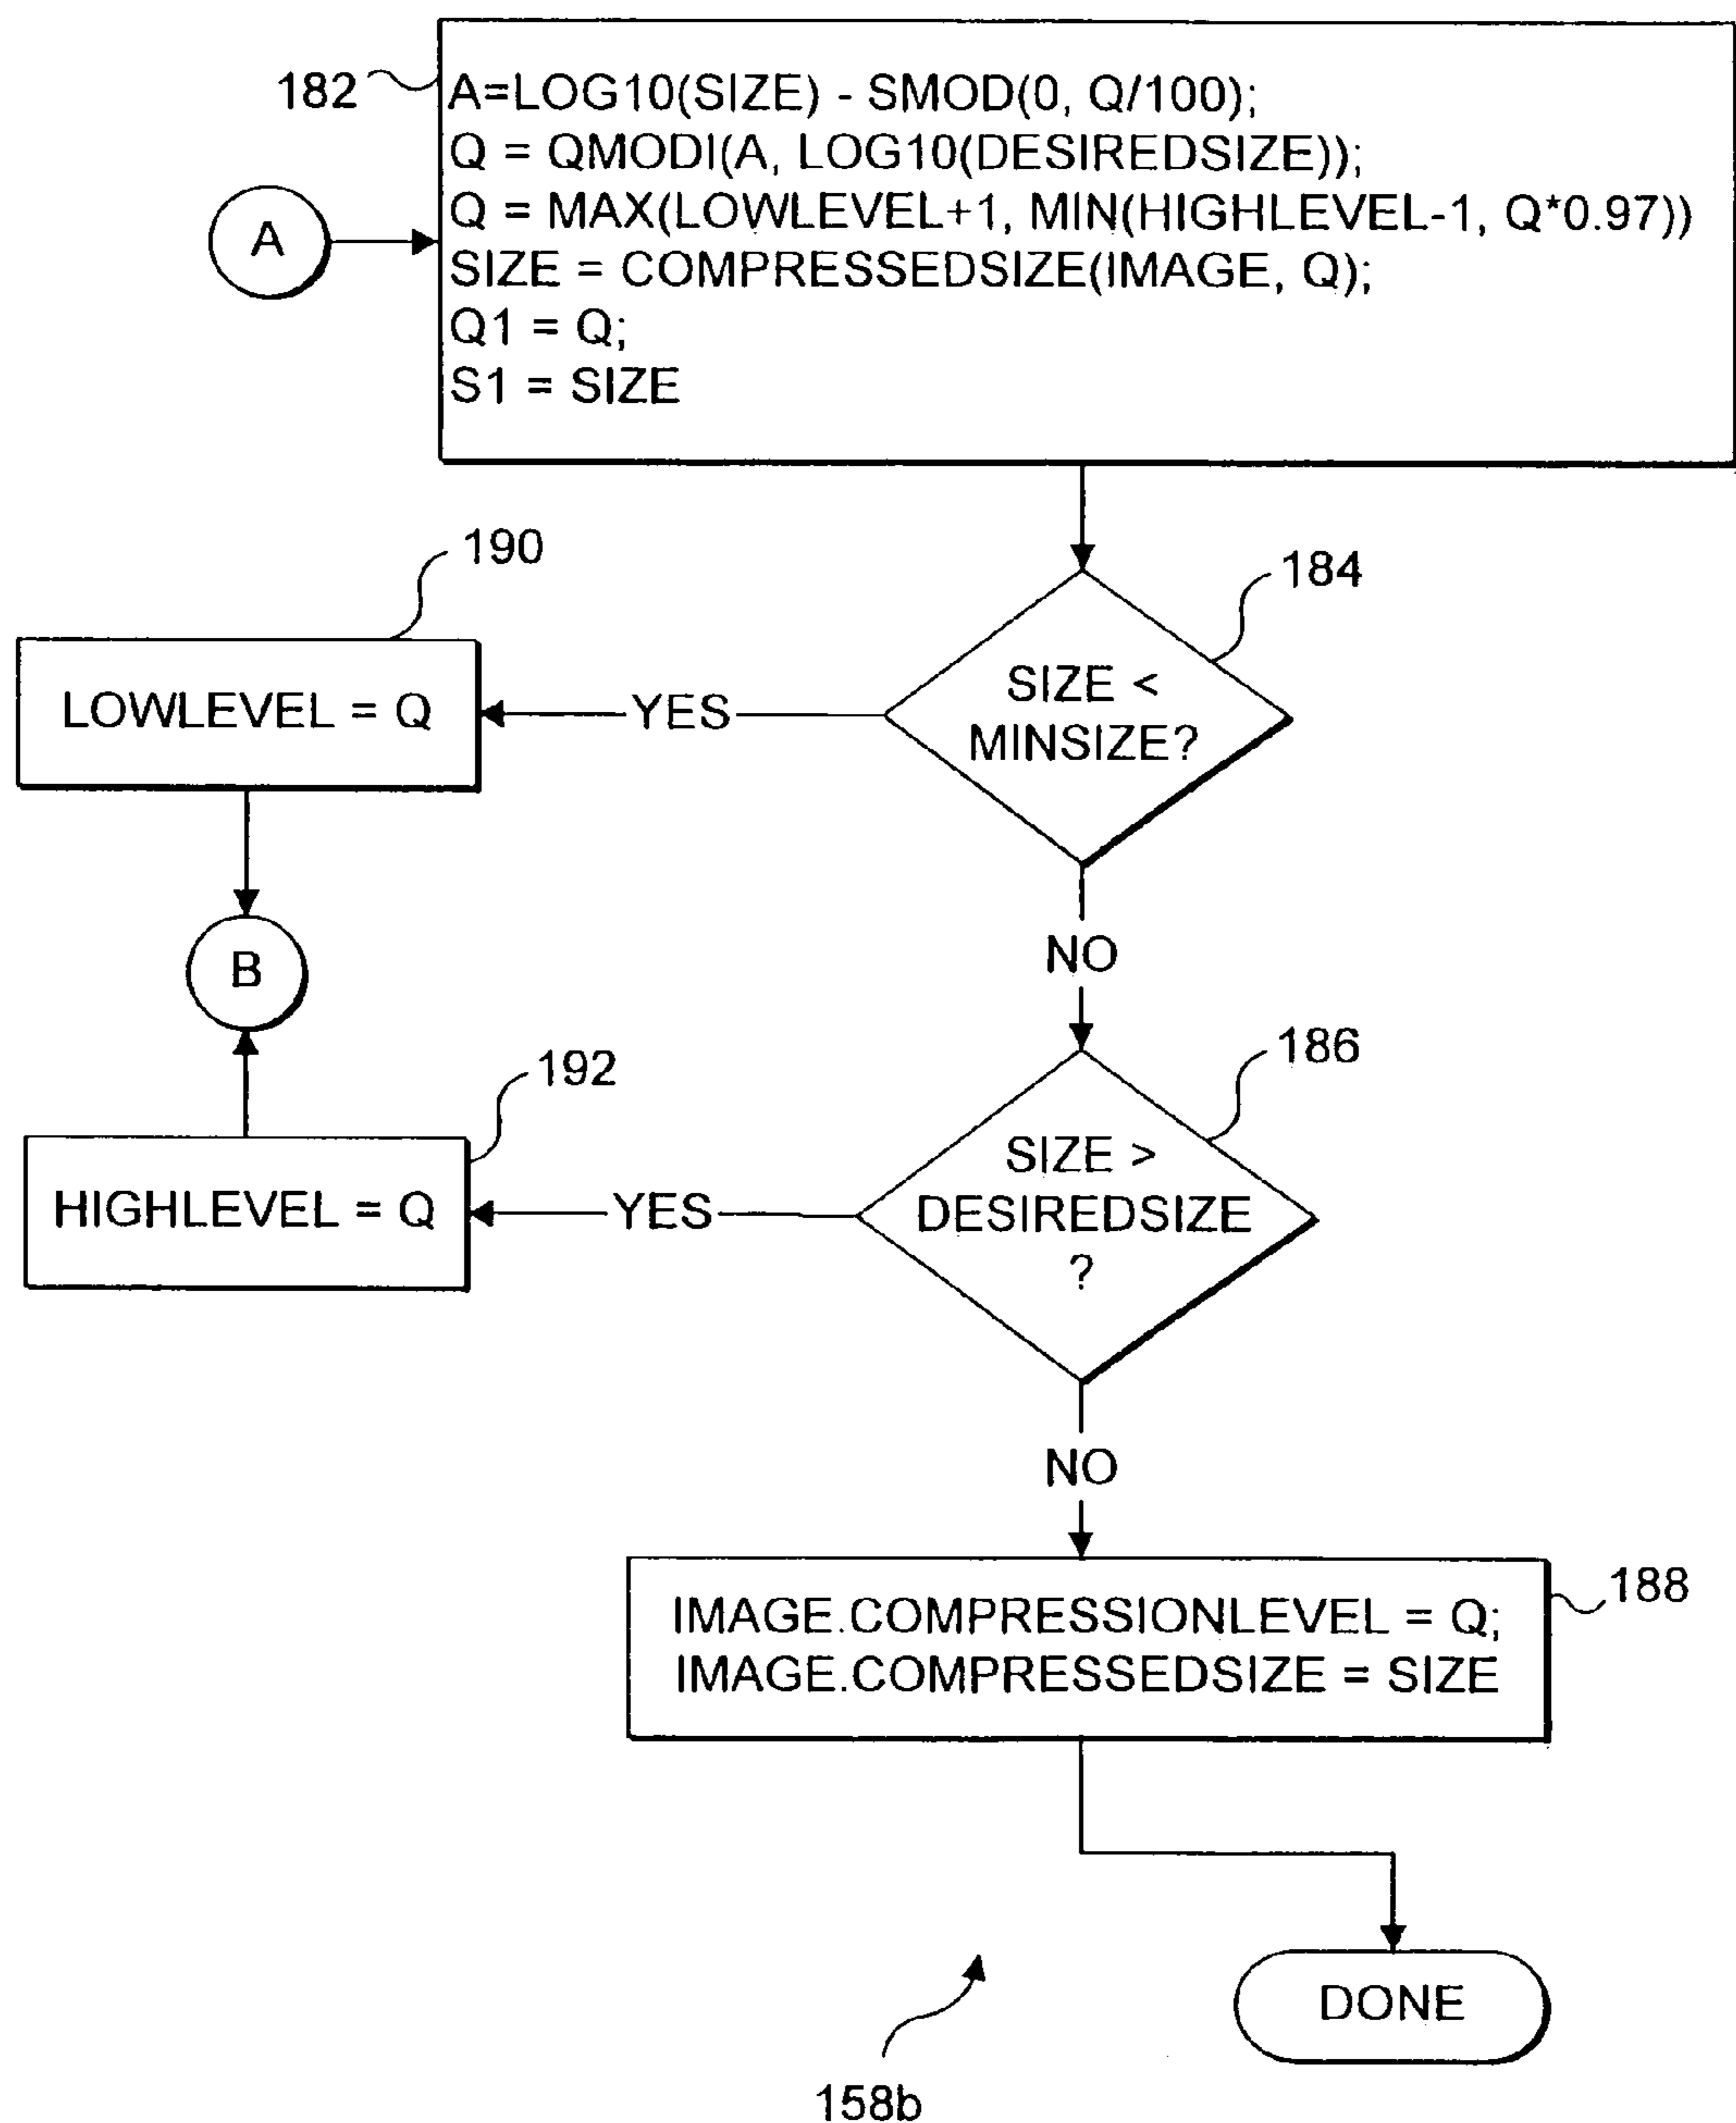 182
A=LOG10(SIZE) - SMOD(0, Q/100);
Q = QMODI(A, LOG10(DESIREDSIZE));
Q = MAX(LOWLEVEL+1, MIN(HIGHLEVEL-1, Q*0.97))
SIZE = COMPRESSEDSIZE(IMAGE, Q);
Q1 = Q;
S1 = SIZE
A
190
184
LOWLEVEL = Q
YES
SIZE <
MINSIZE?
NO
B
192
186
HIGHLEVEL = Q
YES
SIZE >
DESIREDSIZE
?
NO
188
IMAGE.COMPRESSIONLEVEL = Q;
IMAGE.COMPRESSEDSIZE = SIZE
DONE
158b